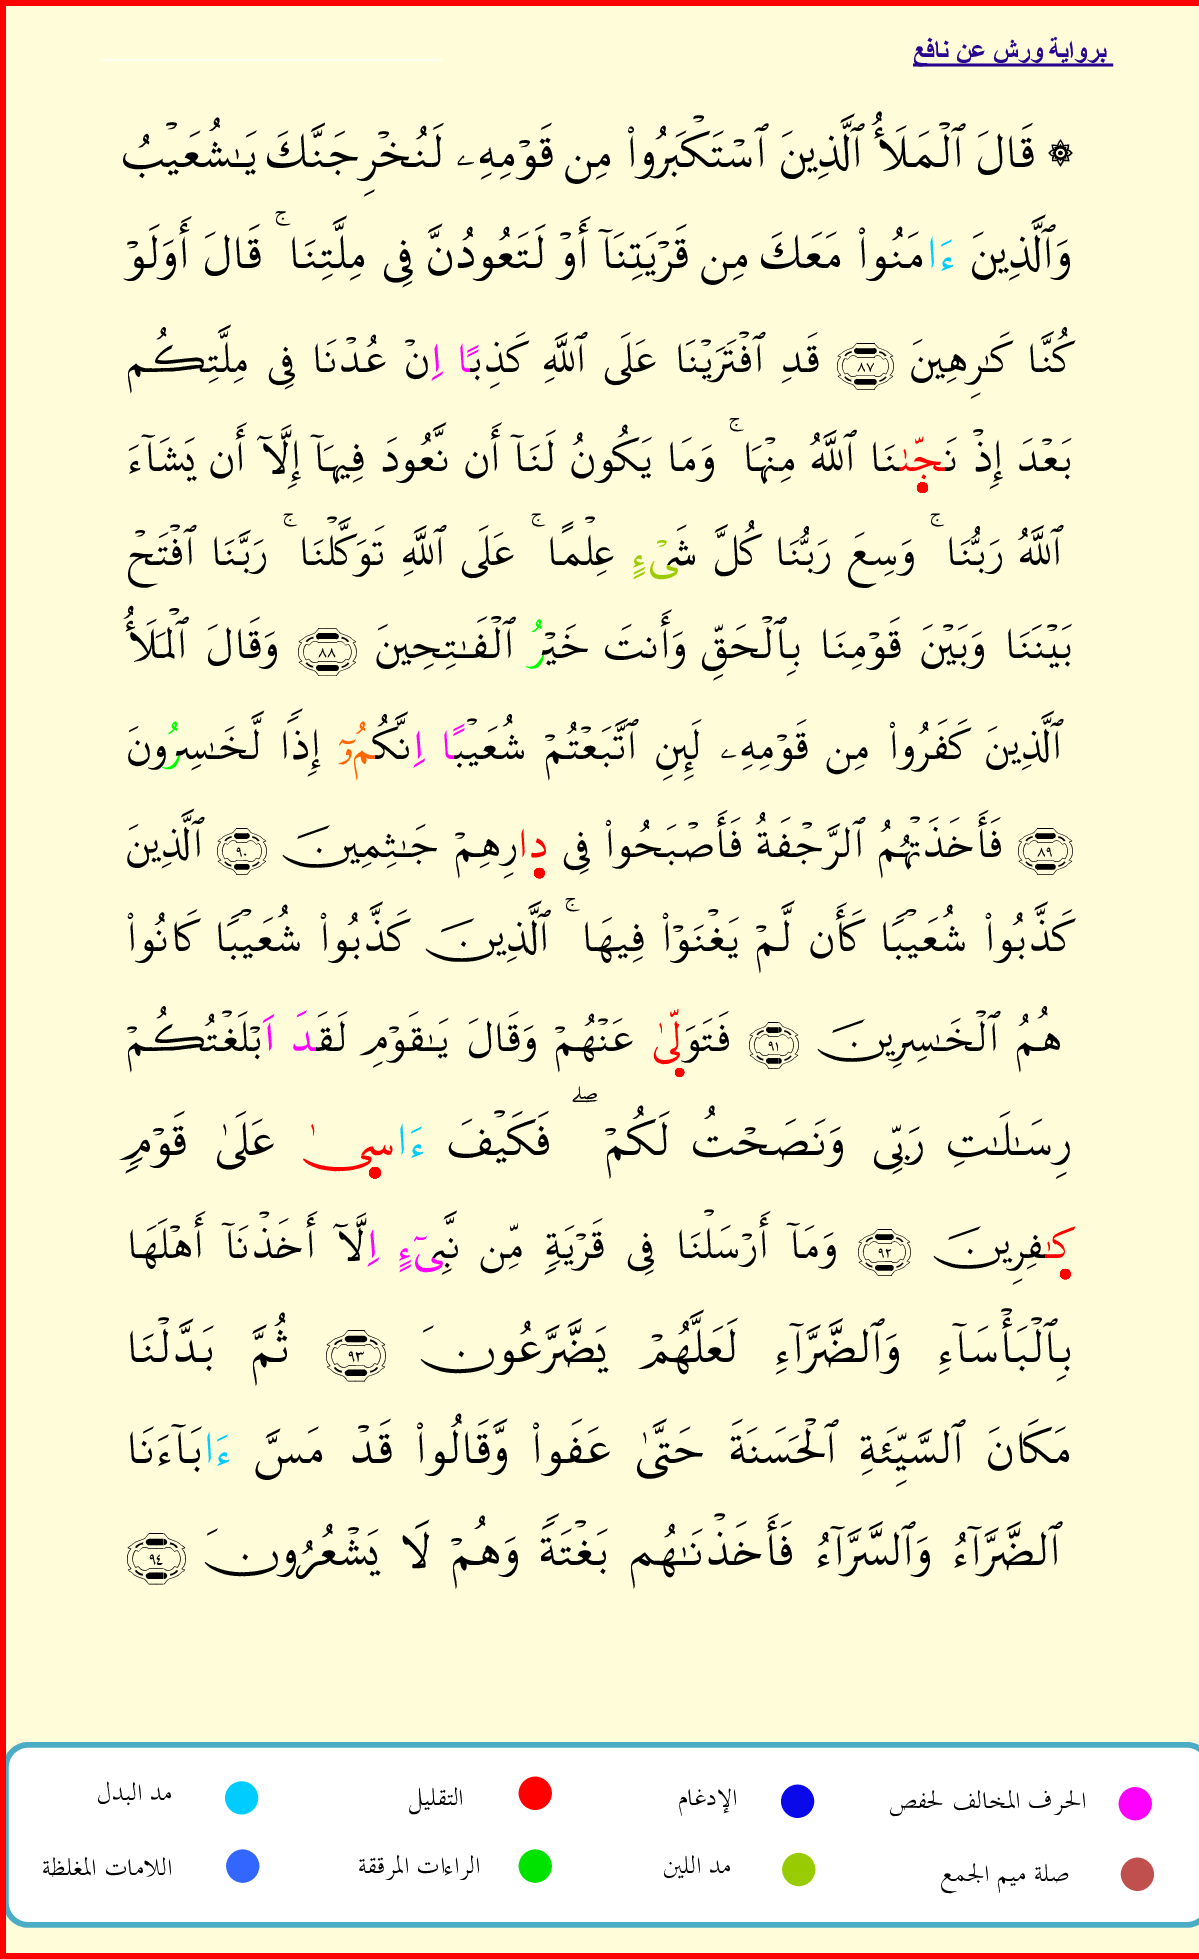 برواية ورش عن نافع
۞ قَالَ ٱلْمَلَأُ ٱلَّذِينَ ٱسْتَكْبَرُواْ مِن قَوْمِهِۦ لَنُخْرِجَنَّكَ يَـٰشُعَيْبُ
وَٱلَّذِينَ ءَامَنُواْ مَعَكَ مِن قَرْيَتِنَآ أَوْ لَتَعُودُنَّ فِى مِلَّتِنَا ۚ قَالَ أَوَلَوْ
كُنَّا كَـٰرِهِينَ ٨٧ قَدِ ٱفْتَرَيْنَا عَلَى ٱللَّهِ كَذِبًا اِنْ عُدْنَا فِى مِلَّتِكُم
بَعْدَ إِذْ نَجّىٰنَا ٱللَّهُ مِنْهَا ۚ وَمَا يَكُونُ لَنَآ أَن نَّعُودَ فِيهَآ إِلَّآ أَن يَشَآءَ
ٱللَّهُ رَبُّنَا ۚ وَسِعَ رَبُّنَا كُلَّ شَىْءٍ عِلْمًا ۚ عَلَى ٱللَّهِ تَوَكَّلْنَا ۚ رَبَّنَا ٱفْتَحْ
بَيْنَنَا وَبَيْنَ قَوْمِنَا بِٱلْحَقِّ وَأَنتَ خَيْرُ ٱلْفَـٰتِحِينَ ٨٨ وَقَالَ ٱلْمَلَأُ
ٱلَّذِينَ كَفَرُواْ مِن قَوْمِهِۦ لَئِنِ ٱتَّبَعْتُمْ شُعَيْبًا اِنَّكُمُۥٓ إِذًا لَّخَـٰسِرُونَ
٨٩ فَأَخَذَتْهُمُ ٱلرَّجْفَةُ فَأَصْبَحُواْ فِى دِارِهِمْ جَـٰثِمِينَ ٩٠ ٱلَّذِينَ
كَذَّبُواْ شُعَيْبًا كَأَن لَّمْ يَغْنَوْاْ فِيهَا ۚ ٱلَّذِينَ كَذَّبُواْ شُعَيْبًا كَانُواْ
هُمُ ٱلْخَـٰسِرِينَ ٩١ فَتَوَلّىٰ عَنْهُمْ وَقَالَ يَـٰقَوْمِ لَقَدَ اَبْلَغْتُكُمْ
رِسَـٰلَـٰتِ رَبِّى وَنَصَحْتُ لَكُمْ ۖ فَكَيْفَ ءَاسىٰ عَلَىٰ قَوْمٍ
كـٰفِرِينَ ٩٢ وَمَآ أَرْسَلْنَا فِى قَرْيَةٍ مِّن نَّبِىٓءٍ اِلَّآ أَخَذْنَآ أَهْلَهَا
بِٱلْبَأْسَآءِ وَٱلضَّرَّآءِ لَعَلَّهُمْ يَضَّرَّعُونَ ٩٣ ثُمَّ بَدَّلْنَا
مَكَانَ ٱلسَّيِّئَةِ ٱلْحَسَنَةَ حَتَّىٰ عَفَواْ وَّقَالُواْ قَدْ مَسَّ ءَابَآءَنَا
ٱلضَّرَّآءُ وَٱلسَّرَّآءُ فَأَخَذْنَـٰهُم بَغْتَةً وَهُمْ لَا يَشْعُرُونَ ٩٤
الحرف المخالف لحفص الإدغام التقليل مد البدل
صلة ميم الجمع مد اللين الراءات المرققة اللامات المغلظة